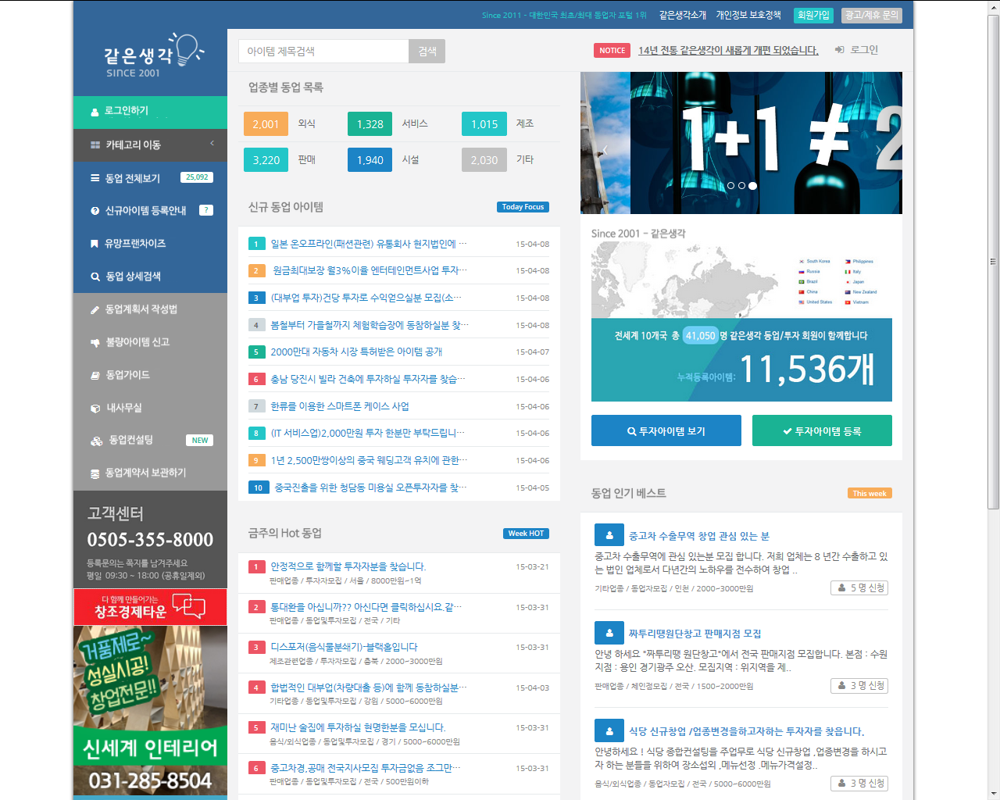 Since 2011 - 대한민국 최초/최대 동업자 포털 1위
같은생각소개
개인정보 보호정책
회원가입
광고/제휴 문의
같은생각
SINCE 2001
아이템 제목검색
검색
NOTICE
14년 전통 같은생각이 새롭게 개편 되었습니다.
로그인
로그인하기
카테고리 이동
동업 전체보기
25,092
신규아이템 등록안내
?
유망프랜차이즈
동업 상세검색
동업계획서 작성법
불량아이템 신고
동업가이드
내사무실
동업컨설팅
NEW
동업계약서 보관하기
고객센터
0505-355-8000
등록문의는 쪽지를 남겨주세요
평일 09:30 ~ 18:00 (공휴일제외)
다 함께 만들어가는
창조경제타운
거품제로~
성실시공!
창업전문!!
신세계 인테리어
031-285-8504
업종별 동업 목록
2,001 외식
1,328 서비스
1,015 제조
3,220 판매
1,940 시설
2,030 기타
신규 동업 아이템
Today Focus
1 일본 온오프라인(패션관련) 유통회사 현지법인에 ... 15-04-08
2 원금최대보장 월3%이율 엔터테인먼트사업 투자... 15-04-08
3 (대부업 투자)건당 투자로 수익얻으실분 모집(소... 15-04-08
4 봄철부터 가을철까지 체험학습장에 동참하실분 찾... 15-04-08
5 2000만대 자동차 시장 특허받은 아이템 공개 15-04-07
6 충남 당진시 빌라 건축에 투자하실 투자자를 찾습... 15-04-06
7 한류를 이용한 스마트폰 케이스 사업 15-04-06
8 (IT 서비스업)2,000만원 투자 한분만 부탁드립니... 15-04-06
9 1년 2,500만쌍이상의 중국 웨딩고객 유치에 관한... 15-04-06
10 중국진출을 위한 청담동 미용실 오픈투자자를 찾... 15-04-05
금주의 Hot 동업
Week HOT
1 안정적으로 함께할 투자자분을 찾습니다. 15-03-21
판매업종 / 투자자모집 / 서울 / 8000만원~1억
2 통대환을 아십니까?? 아신다면 클릭하십시요.같... 15-03-31
판매업종 / 동업및투자모집 / 전국 / 기타
3 디스포저(음식물분쇄기)-블랙홀입니다 15-03-31
제조관련업종 / 투자자모집 / 충북 / 2000~3000만원
4 합법적인 대부업(차량대출 등)에 함께 동참하실분... 15-04-03
기타업종 / 동업및투자모집 / 강원 / 5000~6000만원
5 재미난 술집에 투자하실 현명한분을 모십니다. 15-03-31
음식/외식업종 / 동업및투자모집 / 경기 / 5000~6000만원
6 중고차경,공매 전국지사모집 투자금없음 조그만... 15-03-31
판매업종 / 동업및투자모집 / 전국 / 500만원이하
1+1 ≠ 2
Since 2001 - 같은생각
South Korea
Philippines
Russia
Italy
Brazil
Japan
China
New Zealand
United States
Vietnam
전세계 10개국 총 41,050 명 같은생각 동업/투자 회원이 함께합니다
누적등록아이템: 11,536개
투자아이템 보기
투자아이템 등록
동업 인기 베스트
This week
중고차 수출무역 창업 관심 있는 분
중고차 수출무역에 관심 있는분 모집 합니다. 저희 업체는 8 년간 수출하고 있
는 법인 업체로서 다년간의 노하우를 전수하여 창업 ..
기타업종 / 동업자모집 / 인천 / 2000~3000만원
5 명 신청
짜투리땡원단창고 판매지점 모집
안녕 하세요 "짜투리땡 원단창고"에서 전국 판매지점 모집합니다. 본점 : 수원
지점 : 용인 경기광주 오산. 모집지역 : 위지역을 제..
판매업종 / 체인점모집 / 전국 / 1500~2000만원
3 명 신청
식당 신규창업 /업종변경을하고자하는 투자자를 찾읍니다.
안녕하세요 ! 식당 종합컨설팅을 주업무로 식당 신규창업 ,업종변경을 하시고
자 하는 분들을 위하여 장소섭외 ,메뉴선정 .메뉴가격설정..
음식/외식업종 / 동업자모집 / 전국 / 5000~6000만원
3 명 신청